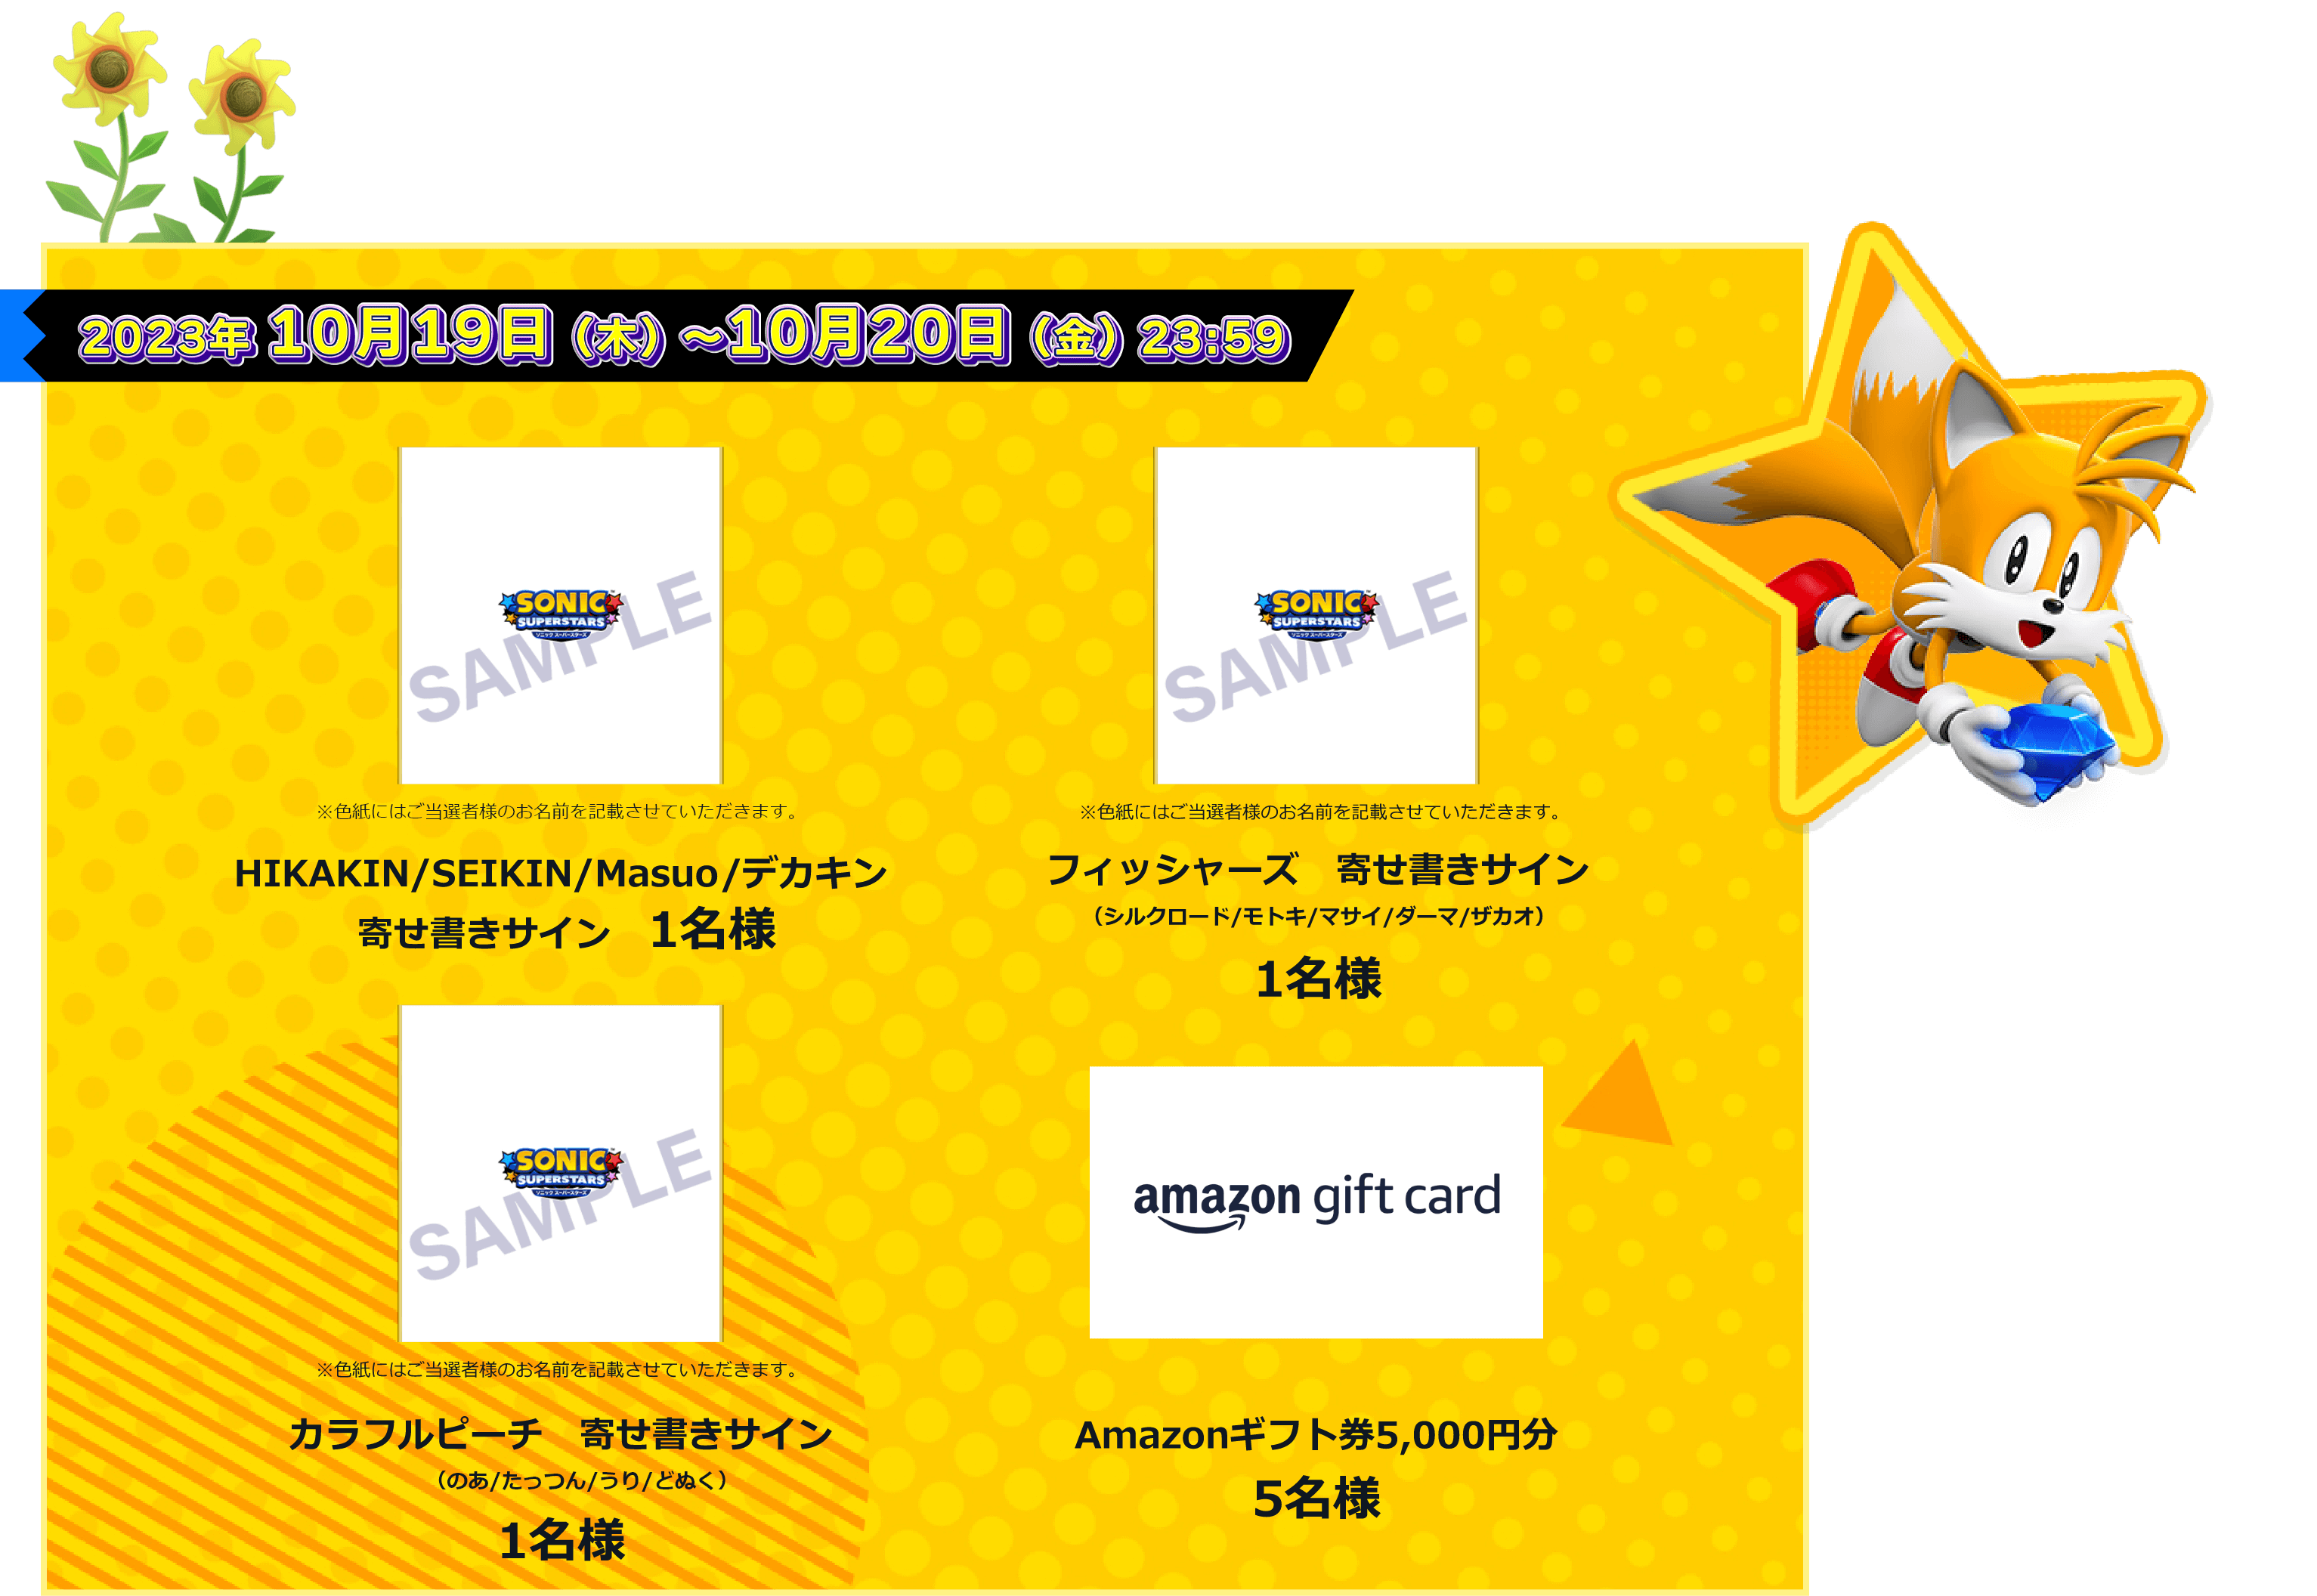 2023年 10月19日（木）～10月20日（金）23:59
SONIC
SUPERSTARS
ソニック スーパースターズ
SAMPLE
※色紙にはご当選者様のお名前を記載させていただきます。
HIKAKIN/SEIKIN/Masuo/デカキン
寄せ書きサイン　1名様
SONIC
SUPERSTARS
ソニック スーパースターズ
SAMPLE
※色紙にはご当選者様のお名前を記載させていただきます。
フィッシャーズ　寄せ書きサイン
（シルクロード/モトキ/マサイ/ダーマ/ザカオ）
1名様
SONIC
SUPERSTARS
ソニック スーパースターズ
SAMPLE
※色紙にはご当選者様のお名前を記載させていただきます。
カラフルピーチ　寄せ書きサイン
（のあ/たっつん/うり/どぬく）
1名様
amazon gift card
Amazonギフト券5,000円分
5名様